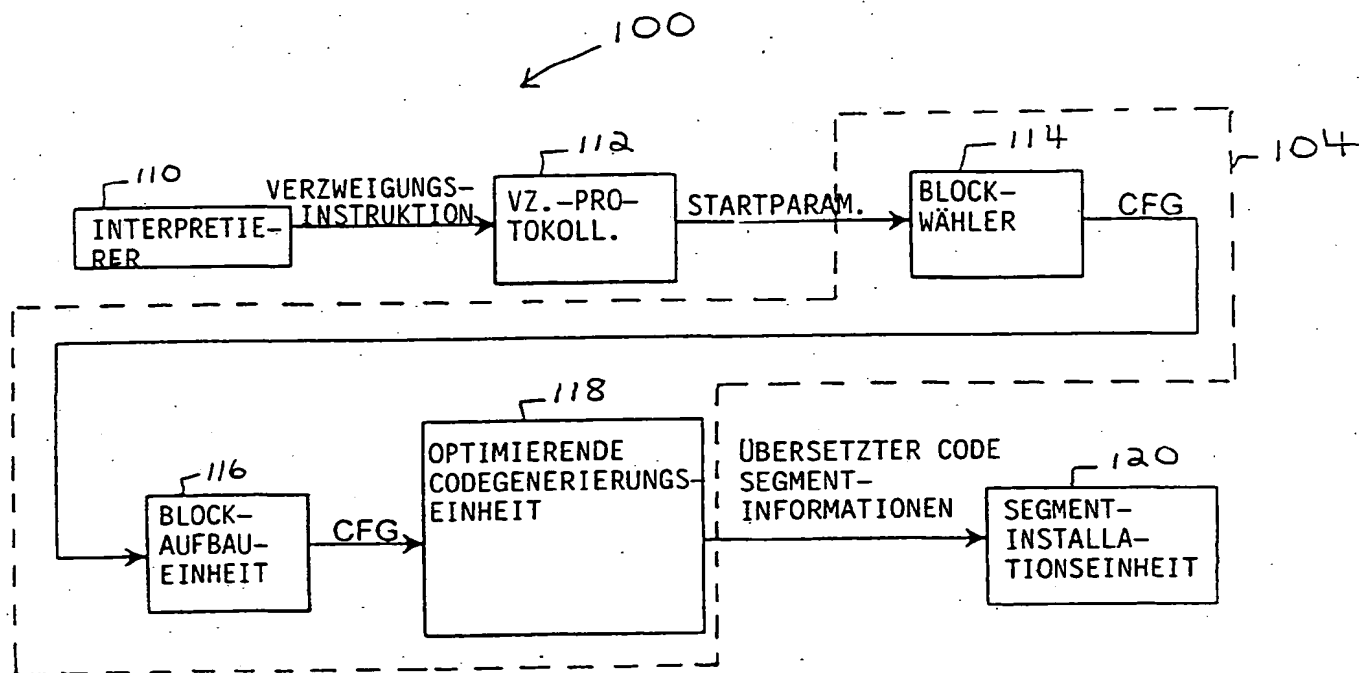 100
104
110
INTERPRETIE-
RER
VERZWEIGUNGS-
INSTRUKTION
112
VZ.-PRO-
TOKOLL.
STARTPARAM.
114
BLOCK-
WÄHLER
CFG
116
BLOCK-
AUFBAU-
EINHEIT
CFG
118
OPTIMIERENDE
CODEGENERIERUNGS-
EINHEIT
ÜBERSETZTER CODE
SEGMENT-
INFORMATIONEN
120
SEGMENT-
INSTALLA-
TIONSEINHEIT